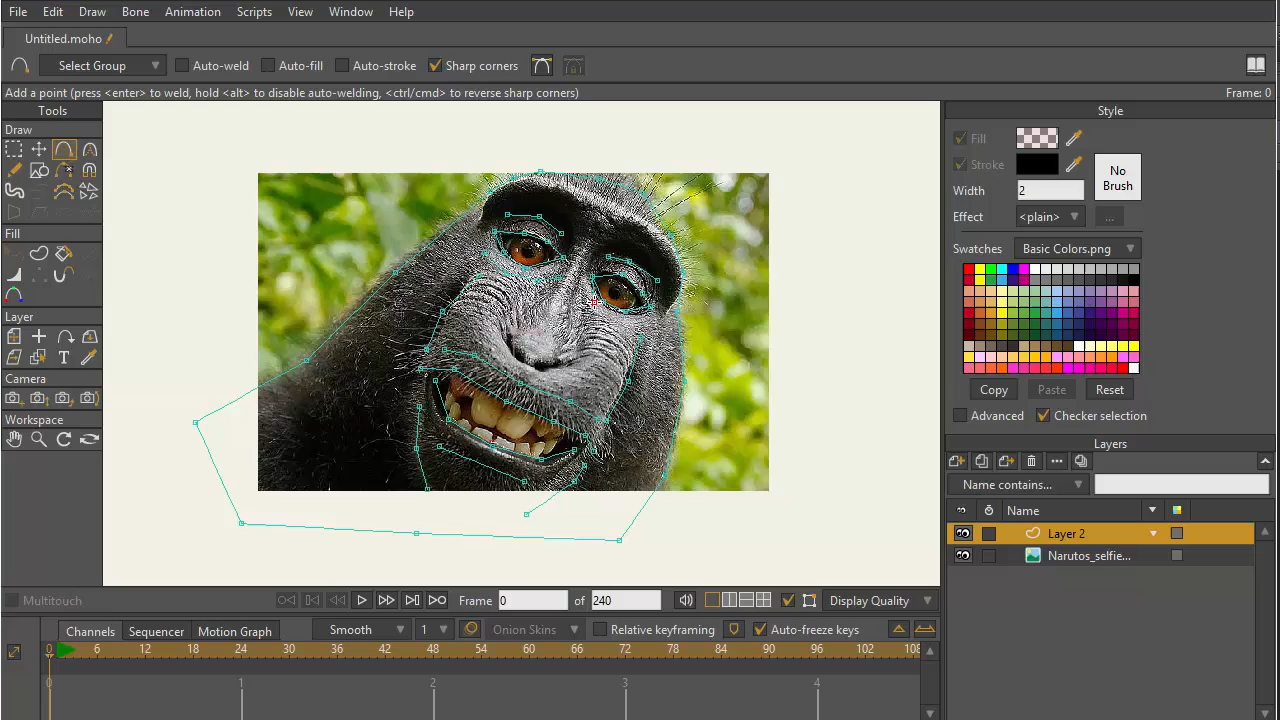 File Edit Draw Bone Animation Scripts View Window Help
Untitled.moho
Select Group Auto-weld Auto-fill Auto-stroke Sharp corners
Add a point (press <enter> to weld, hold <alt> to disable auto-welding, <ctrl/cmd> to reverse sharp corners) Frame: 0
Tools
Draw
Fill
Layer
Camera
Workspace
Style
Fill
Stroke
No Brush
Width 2
Effect <plain> ...
Swatches Basic Colors.png
Copy Paste Reset
Advanced Checker selection
Layers
Name contains...
Name
Layer 2
Narutos_selfie...
Multitouch Frame 0 of 240 Display Quality
Channels Sequencer Motion Graph Smooth 1 Onion Skins Relative keyframing Auto-freeze keys
0 6 12 18 24 30 36 42 48 54 60 66 72 78 84 90 96 102 108
0 1 2 3 4